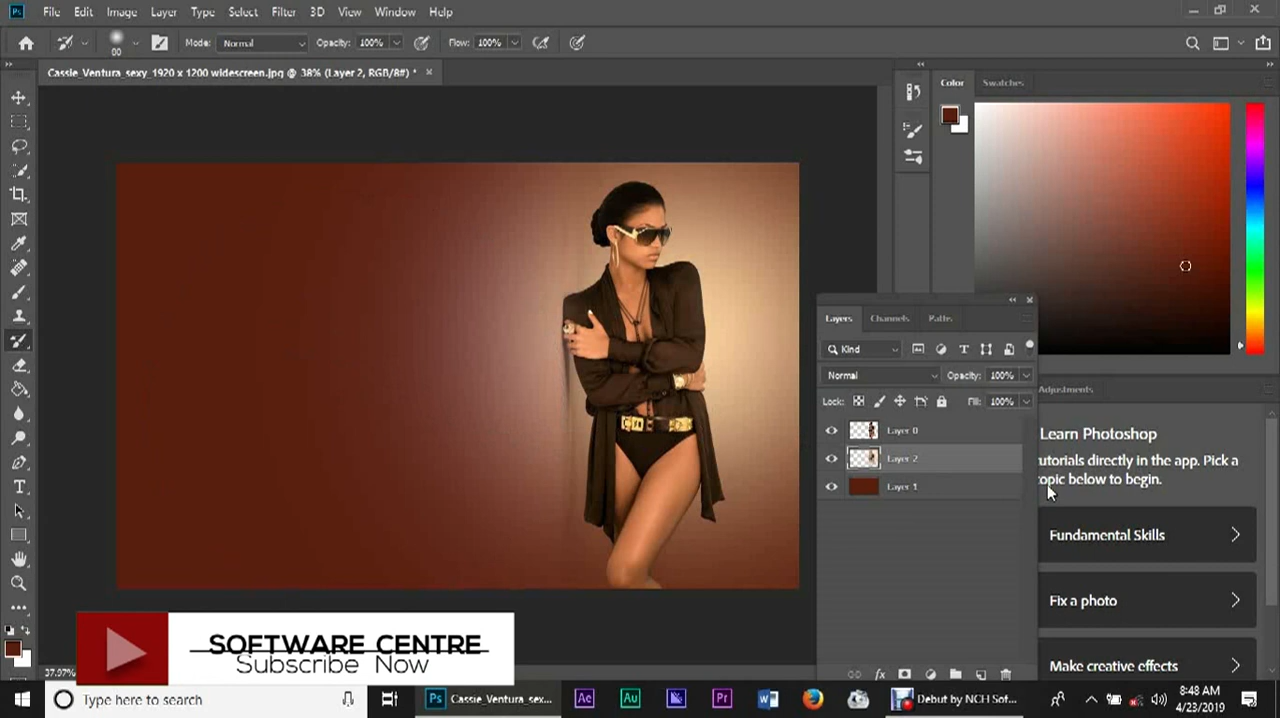 File Edit Image Layer Type Select Filter 3D View Window Help
80 Mode: Normal Opacity: 100% Flow: 100%
Cassie_Ventura_sexy_1920 x 1200 widescreen.jpg @ 38% (Layer 2, RGB/8#) *
Color Swatches
Layers Channels Paths
Kind
Normal Opacity: 100%
Lock: Fill: 100%
Layer 0
Layer 2
Layer 1
Adjustments
Learn Photoshop
tutorials directly in the app. Pick a
topic below to begin.
Fundamental Skills
Fix a photo
Make creative effects
SOFTWARE CENTRE
Subscribe Now
37.97%
Type here to search
Cassie_Ventura_sex...
Debut by NCH Sof...
8:48 AM
4/23/2019